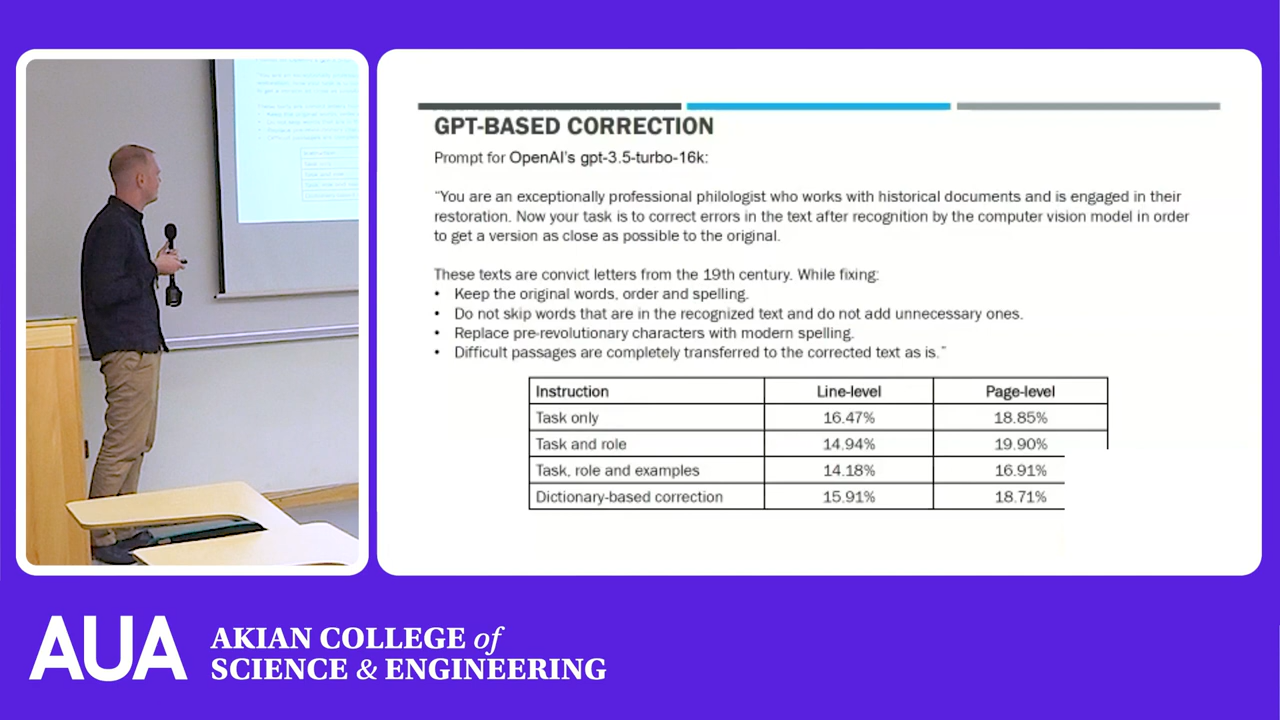 GPT-BASED CORRECTION
Prompt for OpenAI's gpt-3.5-turbo-16k:
"You are an exceptionally professional philologist who works with historical documents and is engaged in their
restoration. Now your task is to correct errors in the text after recognition by the computer vision model in order
to get a version as close as possible to the original.
These texts are convict letters from the 19th century. While fixing:
• Keep the original words, order and spelling.
• Do not skip words that are in the recognized text and do not add unnecessary ones.
• Replace pre-revolutionary characters with modern spelling.
• Difficult passages are completely transferred to the corrected text as is."
Instruction Line-level Page-level
Task only 16.47% 18.85%
Task and role 14.94% 19.90%
Task, role and examples 14.18% 16.91%
Dictionary-based correction 15.91% 18.71%
AUA AKIAN COLLEGE of
SCIENCE & ENGINEERING